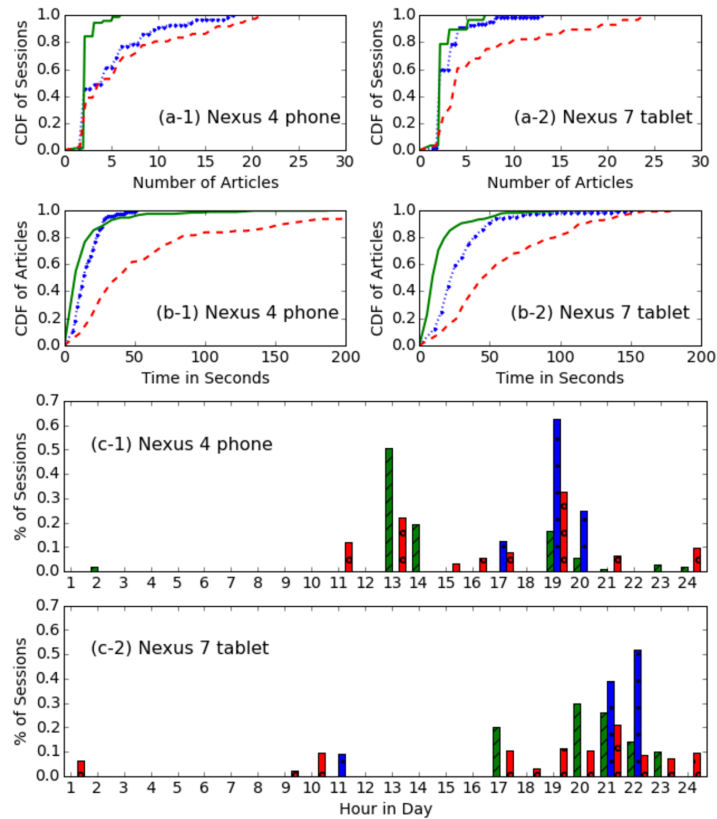 1.0
0.8
0.6
0.4
0.2
0.0
CDF of Sessions
(a-1) Nexus 4 phone
0 5 10 15 20 25 30
Number of Articles
1.0
0.8
0.6
0.4
0.2
0.0
CDF of Sessions
(a-2) Nexus 7 tablet
0 5 10 15 20 25 30
Number of Articles
1.0
0.8
0.6
0.4
0.2
0.0
CDF of Articles
(b-1) Nexus 4 phone
0 50 100 150 200
Time in Seconds
1.0
0.8
0.6
0.4
0.2
0.0
CDF of Articles
(b-2) Nexus 7 tablet
0 50 100 150 200
Time in Seconds
0.7
0.6
0.5
0.4
0.3
0.2
0.1
0.0
% of Sessions
(c-1) Nexus 4 phone
1 2 3 4 5 6 7 8 9 10 11 12 13 14 15 16 17 18 19 20 21 22 23 24
0.7
0.6
0.5
0.4
0.3
0.2
0.1
0.0
% of Sessions
(c-2) Nexus 7 tablet
1 2 3 4 5 6 7 8 9 10 11 12 13 14 15 16 17 18 19 20 21 22 23 24
Hour in Day